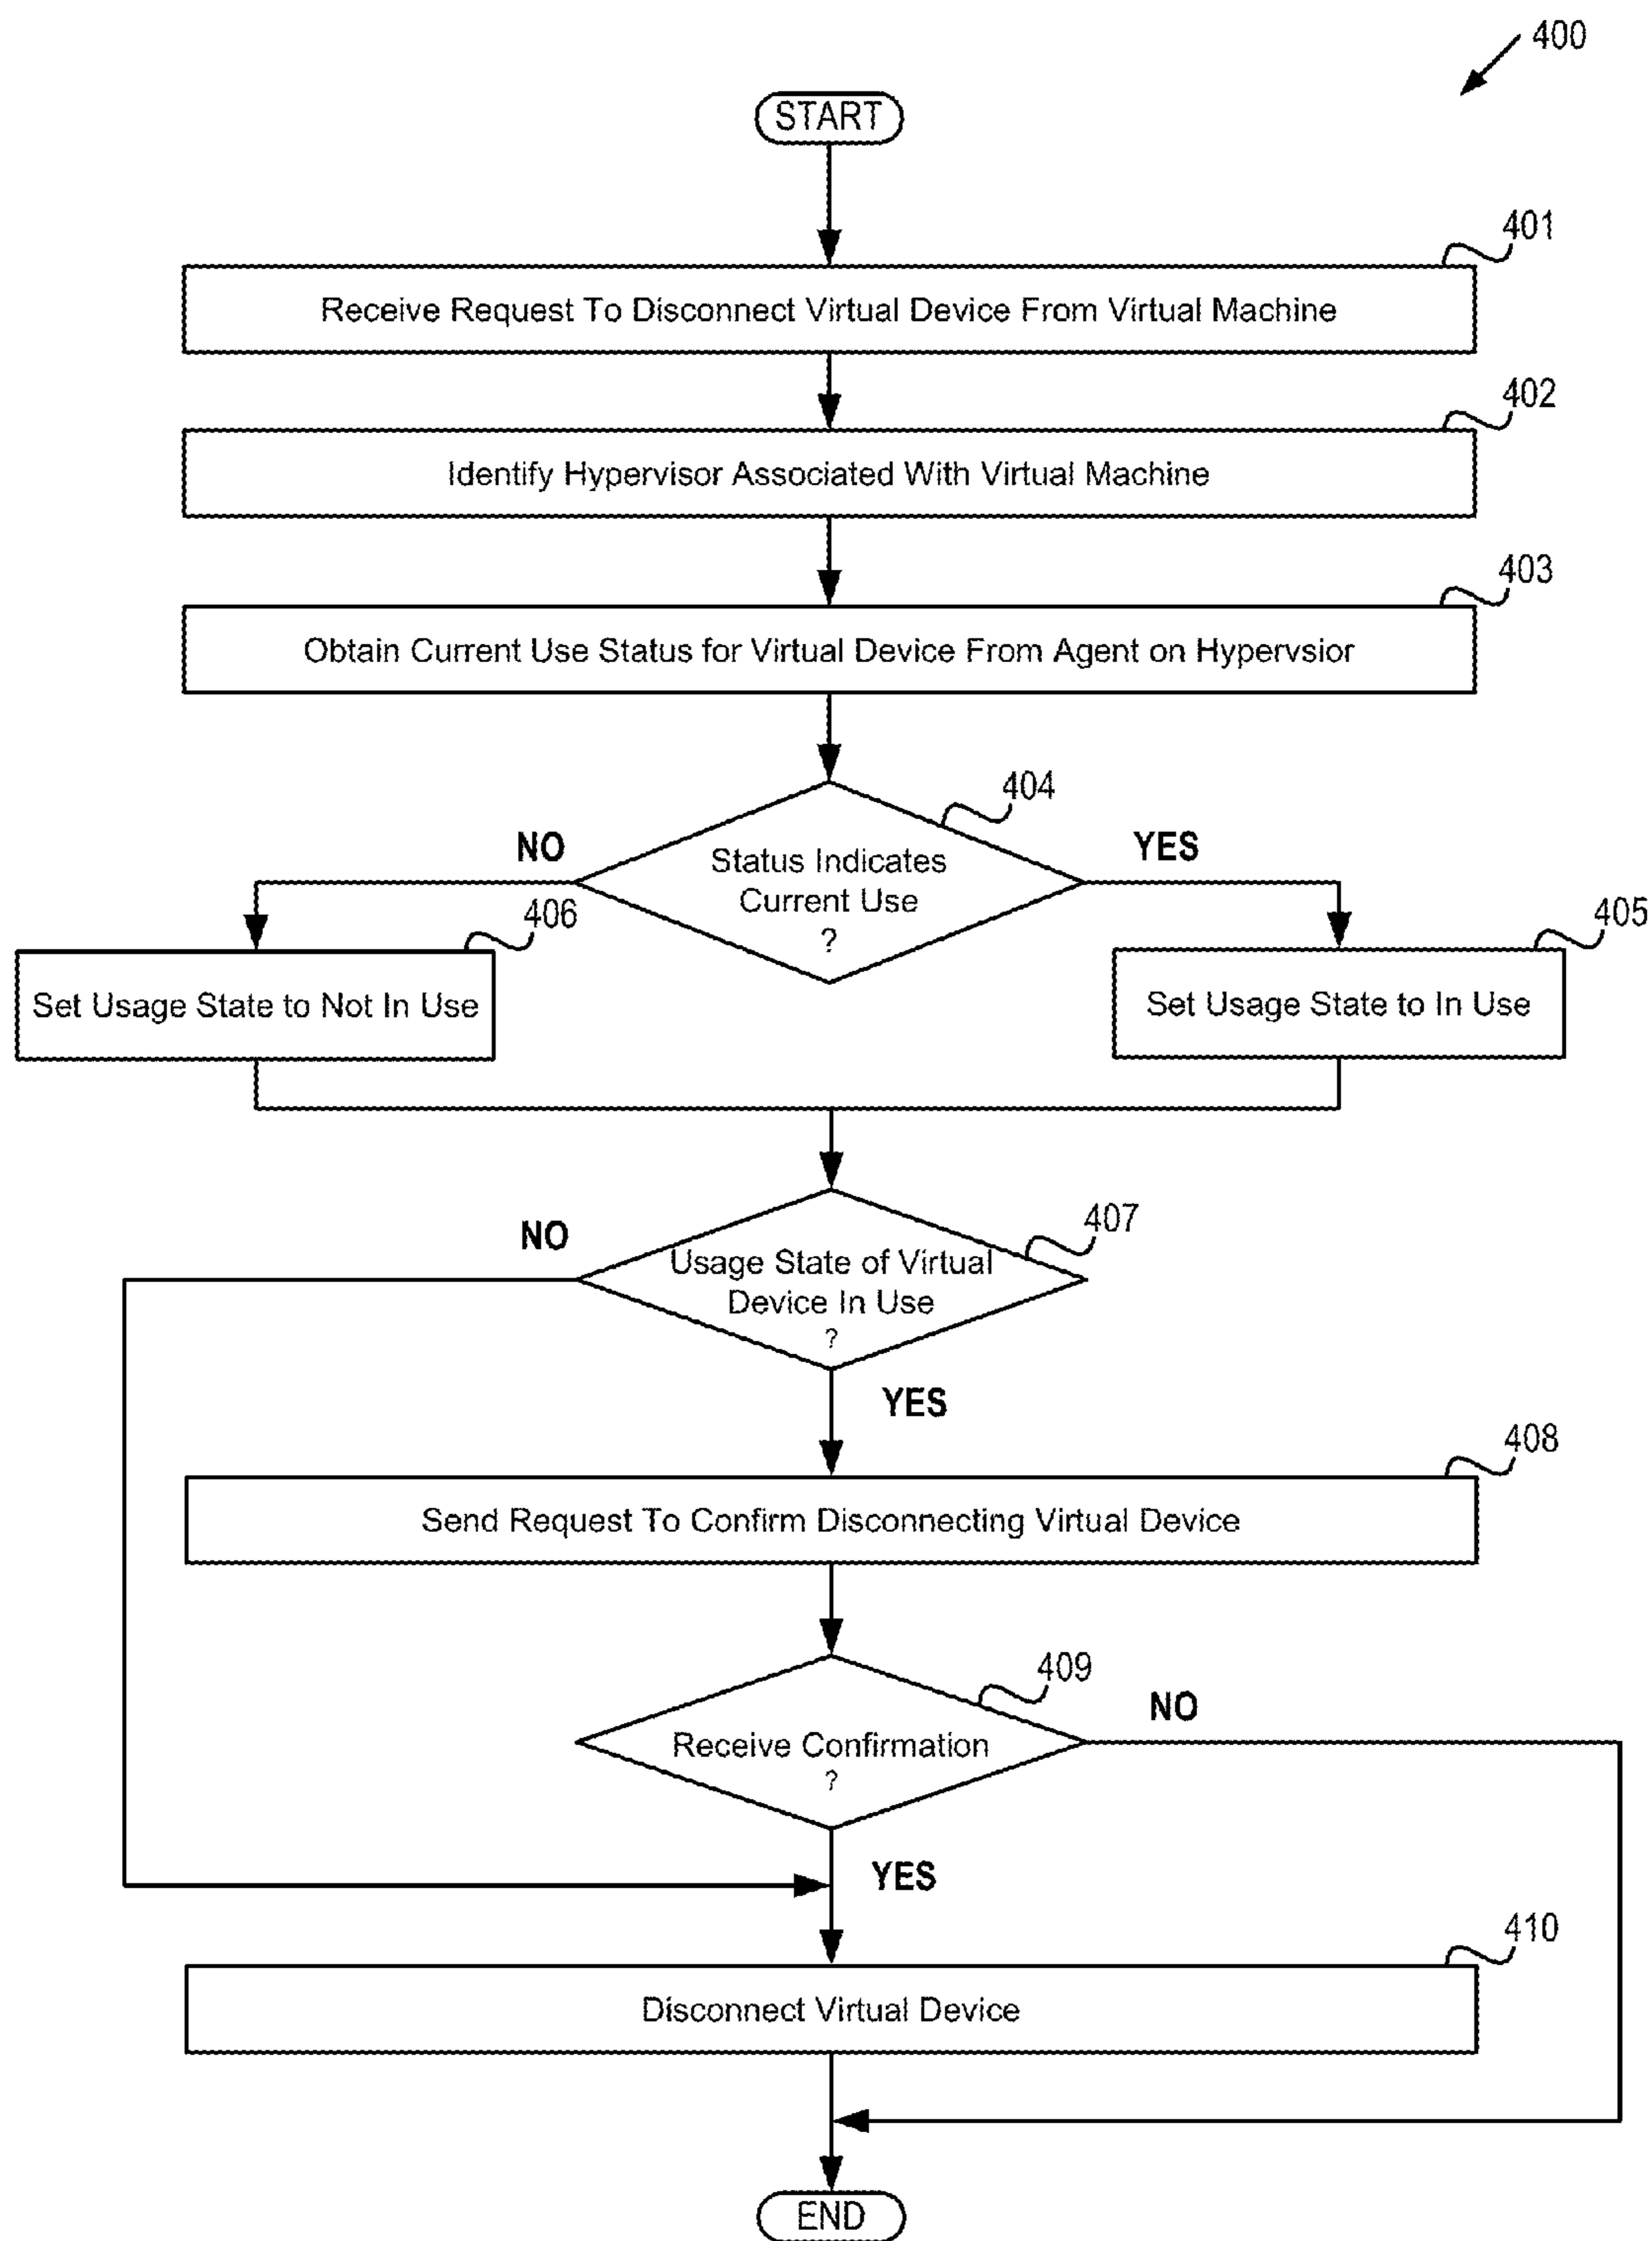 400
START
401
Receive Request To Disconnect Virtual Device From Virtual Machine
402
Identify Hypervisor Associated With Virtual Machine
403
Obtain Current Use Status for Virtual Device From Agent on Hypervsior
404
NO
YES
Status Indicates
Current Use
?
406
405
Set Usage State to Not In Use
Set Usage State to In Use
407
NO
Usage State of Virtual
Device In Use
?
YES
408
Send Request To Confirm Disconnecting Virtual Device
409
NO
Receive Confirmation
?
YES
410
Disconnect Virtual Device
END